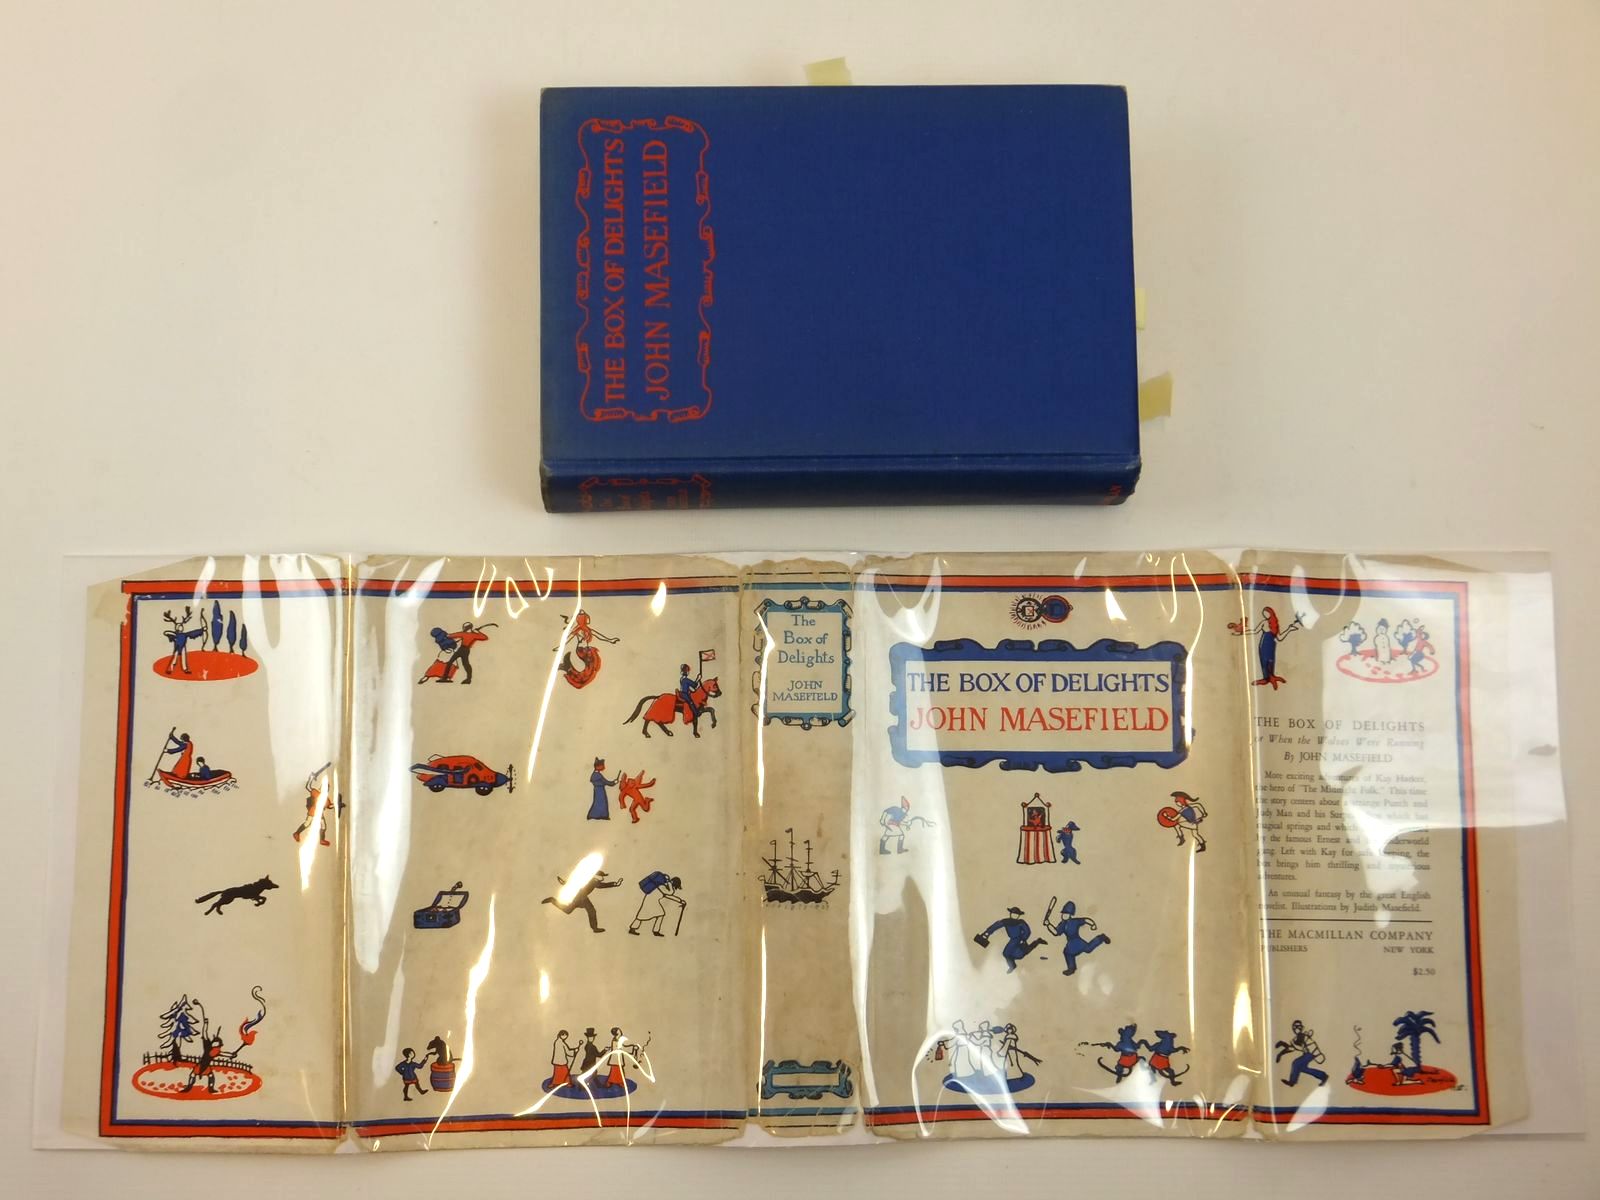 THE BOX OF DELIGHTS
JOHN MASEFIELD
The
Box of
Delights
JOHN
MASEFIELD
THE BOX OF DELIGHTS
JOHN MASEFIELD
THE BOX OF DELIGHTS
or When the Wolves Were Running
By JOHN MASEFIELD
More exciting adventures of Kay Harker,
the hero of "The Midnight Folk." This time
the story centers about a strange Punch and
Judy Man and his which has
magical springs and which
by the famous Ernest and underworld
gang. Left with Kay for safe keeping, the
box brings him thrilling and mysterious
adventures.
An unusual fantasy by the great English
novelist. Illustrations by Judith Masefield.
THE MACMILLAN COMPANY
PUBLISHERS NEW YORK
$2.50